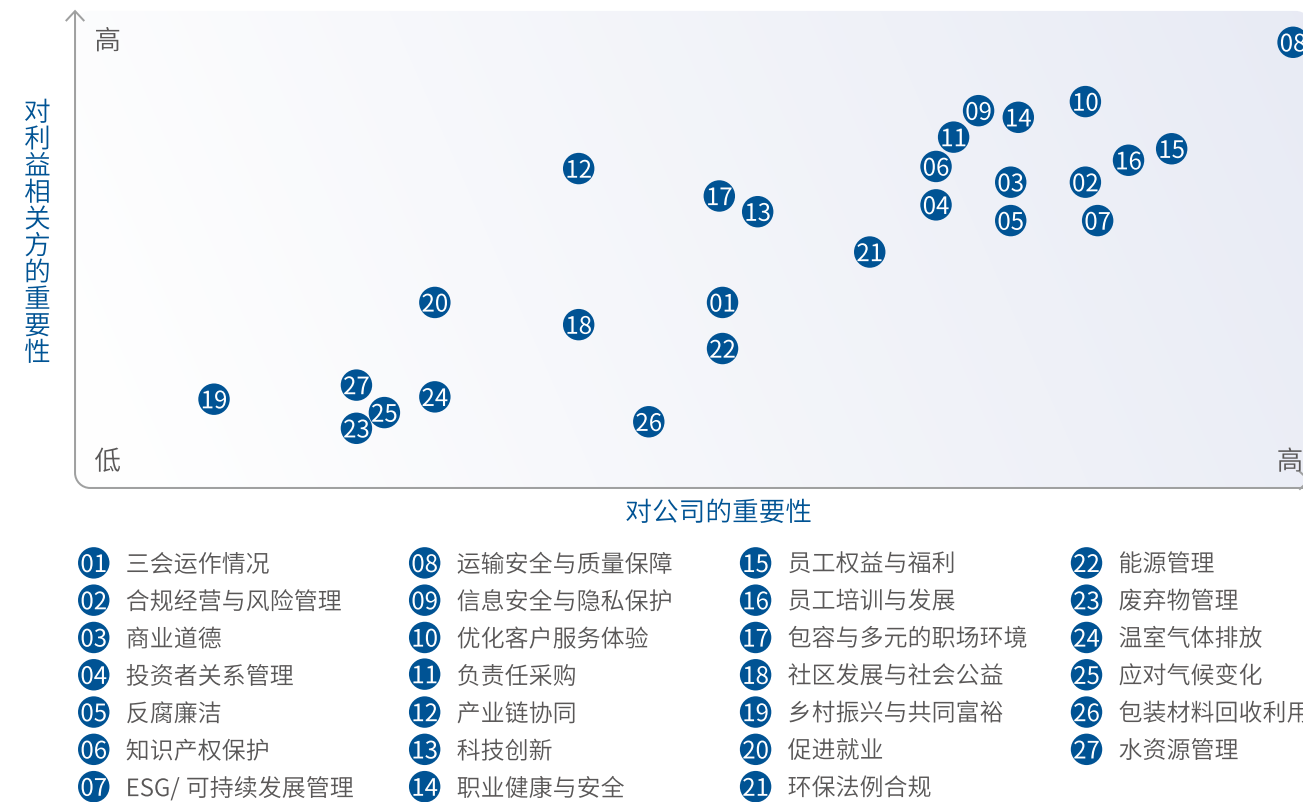 高
08
10
09
14
11
15
16
06
12
03
02
17
04
13
05
07
21
20
01
18
22
27
24
19
25
23
26
低
高
对利益相关方的重要性
对公司的重要性
01 三会运作情况
02 合规经营与风险管理
03 商业道德
04 投资者关系管理
05 反腐廉洁
06 知识产权保护
07 ESG/ 可持续发展管理
08 运输安全与质量保障
09 信息安全与隐私保护
10 优化客户服务体验
11 负责任采购
12 产业链协同
13 科技创新
14 职业健康与安全
15 员工权益与福利
16 员工培训与发展
17 包容与多元的职场环境
18 社区发展与社会公益
19 乡村振兴与共同富裕
20 促进就业
21 环保法例合规
22 能源管理
23 废弃物管理
24 温室气体排放
25 应对气候变化
26 包装材料回收利用
27 水资源管理